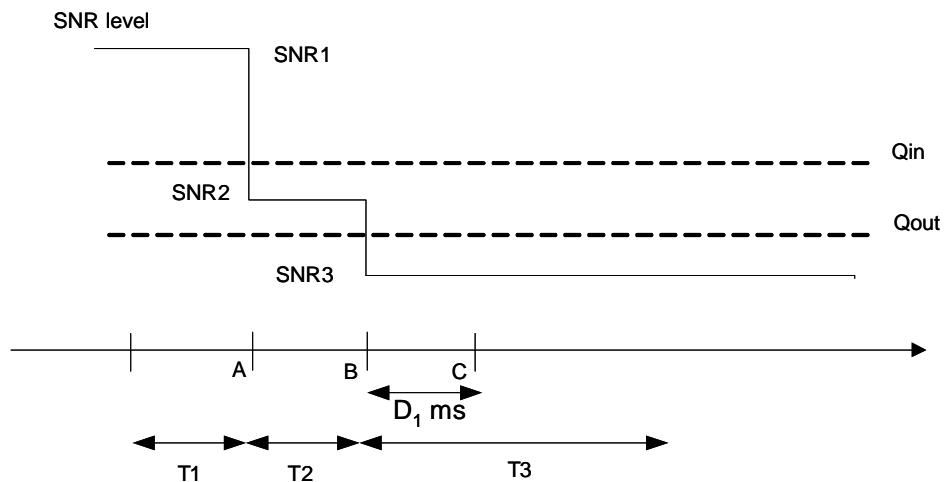 SNR level
SNR1
Qin
SNR2
Qout
SNR3
A
B
C
D₁ ms
T1
T2
T3